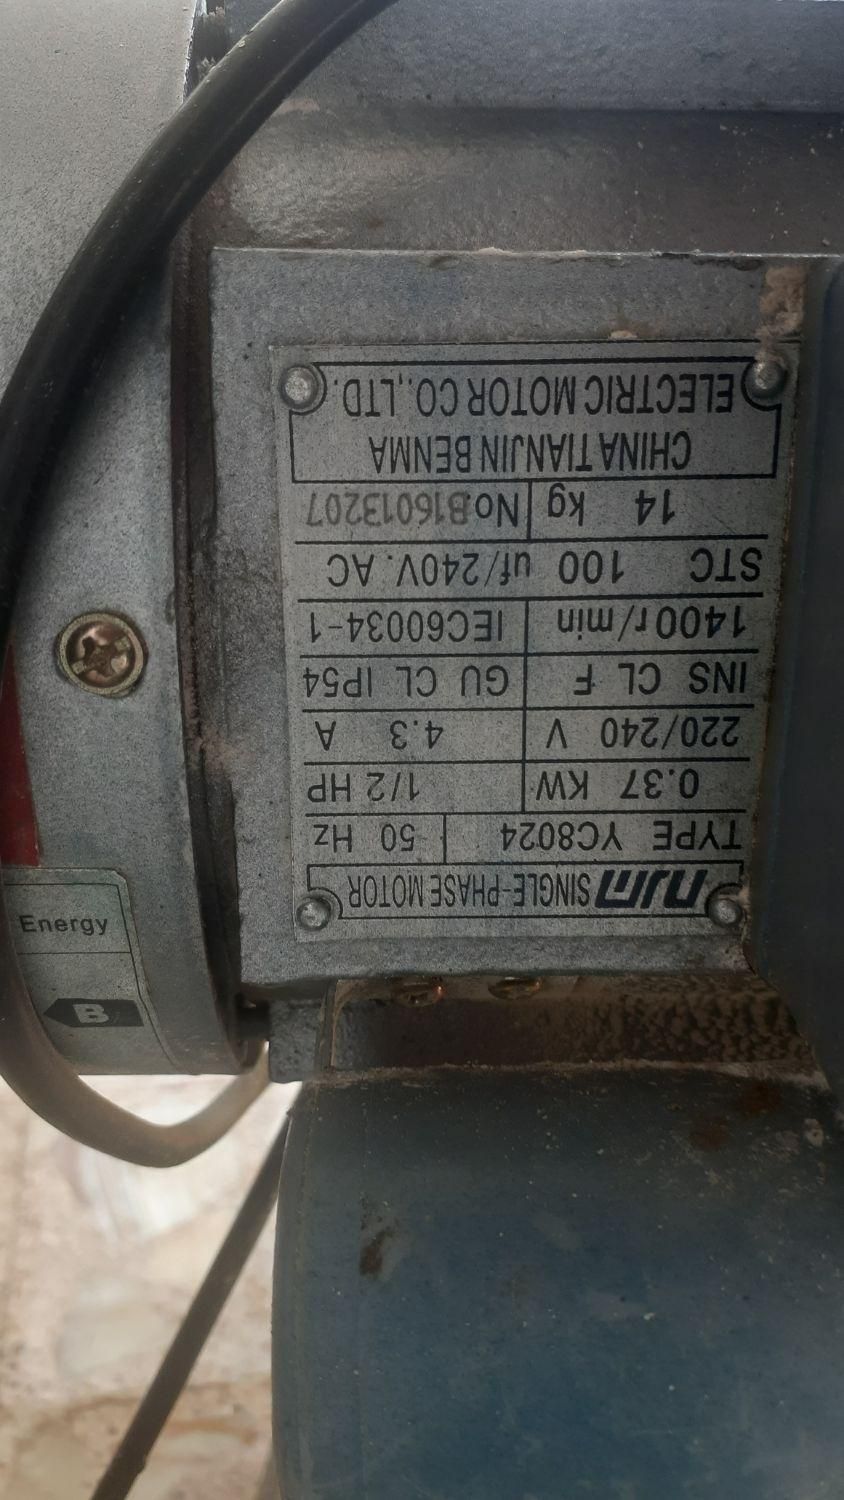 NJM SINGLE-PHASE MOTOR
TYPE YC8024 50 Hz
0.37 KW 1/2 HP
220/240 V 4.3 A
INS CL F GU CL IP54
1400 r/min IEC60034-1
STC 100 uf/240V. AC
14 kg No B16013207
CHINA TIANJIN BENMA
ELECTRIC MOTOR CO., LTD.
Energy
B